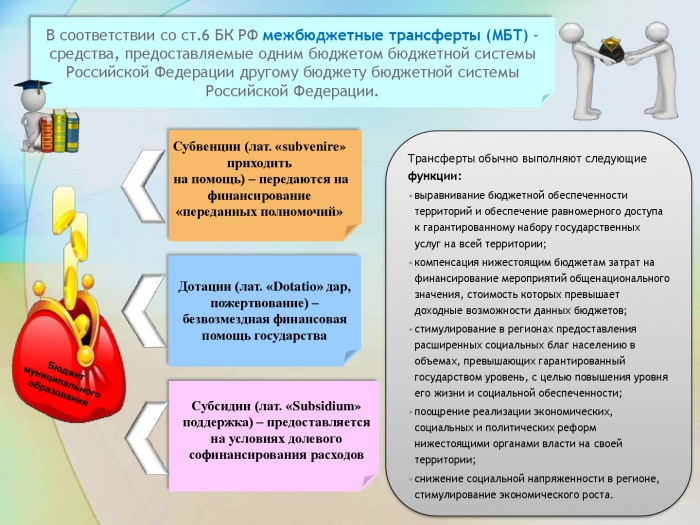 В соответствии со ст.6 БК РФ межбюджетные трансферты (МБТ) -
средства, предоставляемые одним бюджетом бюджетной системы
Российской Федерации другому бюджету бюджетной системы
Российской Федерации.
Субвенции (лат. «subvenire»
приходить
на помощь) – передаются на
финансирование
«переданных полномочий»
Дотации (лат. «Dotatio» дар,
пожертвование) –
безвозмездная финансовая
помощь государства
Субсидии (лат. «Subsidium»
поддержка) – предоставляется
на условиях долевого
софинансирования расходов
Бюджет
муниципального
образования
Трансферты обычно выполняют следующие
функции:
•выравнивание бюджетной обеспеченности
территорий и обеспечение равномерного доступа
к гарантированному набору государственных
услуг на всей территории;
•компенсация нижестоящим бюджетам затрат на
финансирование мероприятий общенационального
значения, стоимость которых превышает
доходные возможности данных бюджетов;
•стимулирование в регионах предоставления
расширенных социальных благ населению в
объемах, превышающих гарантированный
государством уровень, с целью повышения уровня
его жизни и социальной обеспеченности;
•поощрение реализации экономических,
социальных и политических реформ
нижестоящими органами власти на своей
территории;
•снижение социальной напряженности в регионе,
стимулирование экономического роста.